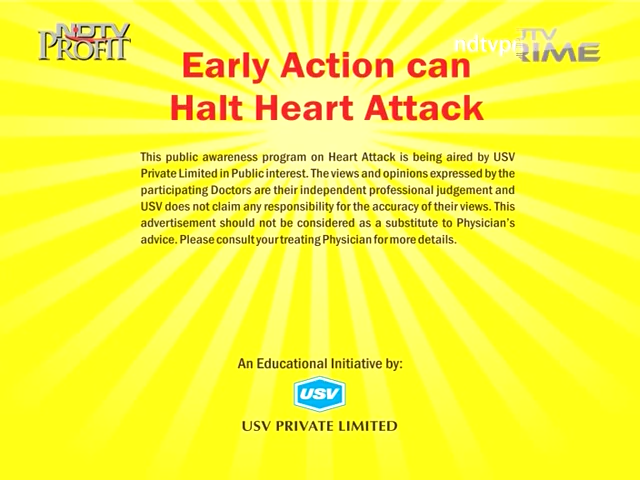 NDTV
PROFIT
ndtvpr
PRIME
Early Action can
Halt Heart Attack
This public awareness program on Heart Attack is being aired by USV
Private Limited in Public interest. The views and opinions expressed by the
participating Doctors are their independent professional judgement and
USV does not claim any responsibility for the accuracy of their views. This
advertisement should not be considered as a substitute to Physician's
advice. Please consult your treating Physician for more details.
An Educational Initiative by:
USV
USV PRIVATE LIMITED